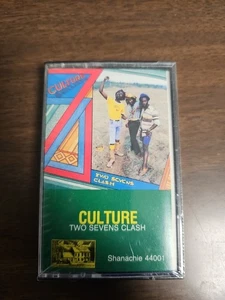 CULTURE
TWO SEVENS
CLASH
CULTURE
TWO SEVENS CLASH
Shanachie 44001